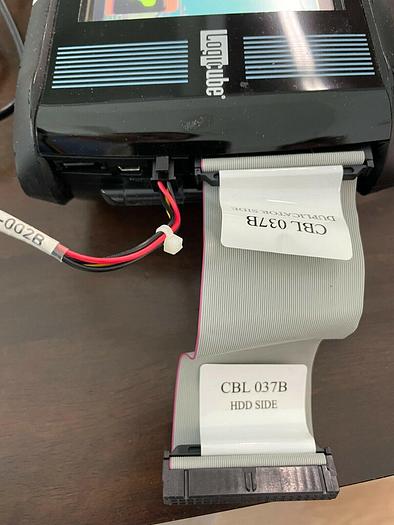 Logicube®
CBL 037B
DUPLICATOR SIDE
-002B
CBL 037B
HDD SIDE